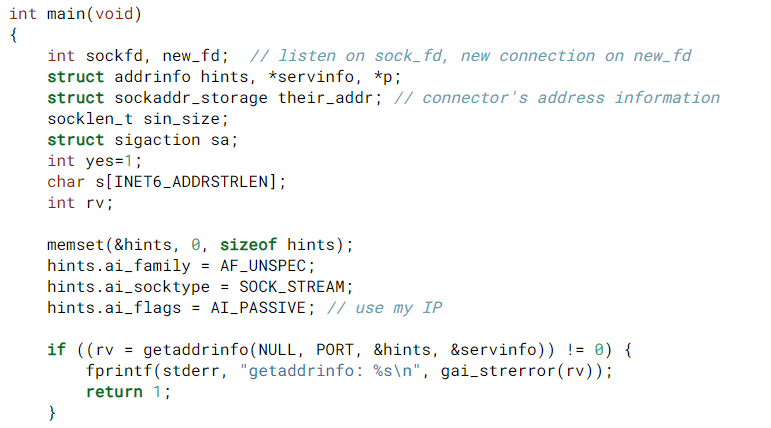 int main(void)
{
    int sockfd, new_fd;  // listen on sock_fd, new connection on new_fd
    struct addrinfo hints, *servinfo, *p;
    struct sockaddr_storage their_addr; // connector's address information
    socklen_t sin_size;
    struct sigaction sa;
    int yes=1;
    char s[INET6_ADDRSTRLEN];
    int rv;

    memset(&hints, 0, sizeof hints);
    hints.ai_family = AF_UNSPEC;
    hints.ai_socktype = SOCK_STREAM;
    hints.ai_flags = AI_PASSIVE; // use my IP

    if ((rv = getaddrinfo(NULL, PORT, &hints, &servinfo)) != 0) {
        fprintf(stderr, "getaddrinfo: %s\n", gai_strerror(rv));
        return 1;
    }